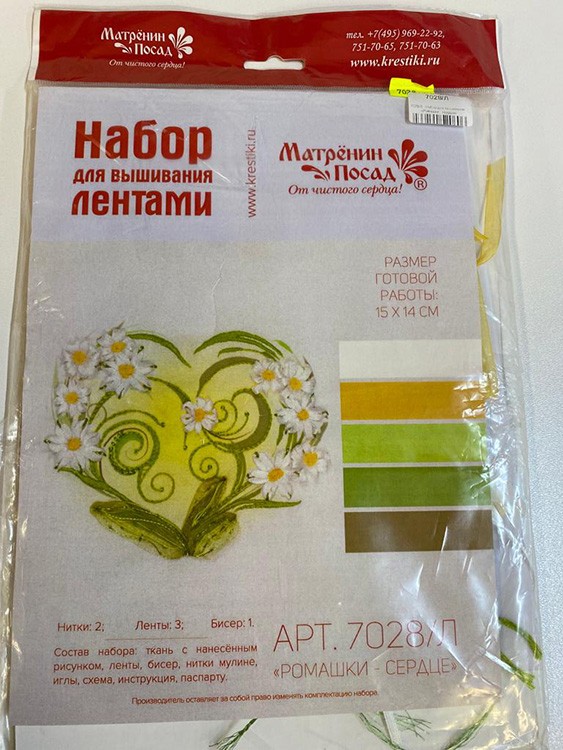 Матрёнин
Посад
От чистого сердца!
тел. +7(495) 969-22-92,
751-70-65, 751-70-63
www.krestiki.ru
7028/Л
Набор
для вышивания
лентами
www.krestiki.ru
Матрёнин
Посад
®
От чистого сердца!
РАЗМЕР
ГОТОВОЙ
РАБОТЫ:
15 Х 14 СМ
Нитки: 2; Ленты: 3; Бисер: 1.
Состав набора: ткань с нанесённым
рисунком, ленты, бисер, нитки мулине,
иглы, схема, инструкция, паспарту.
АРТ. 7028/Л
«РОМАШКИ - СЕРДЦЕ»
Производитель оставляет за собой право изменять комплектацию набора.